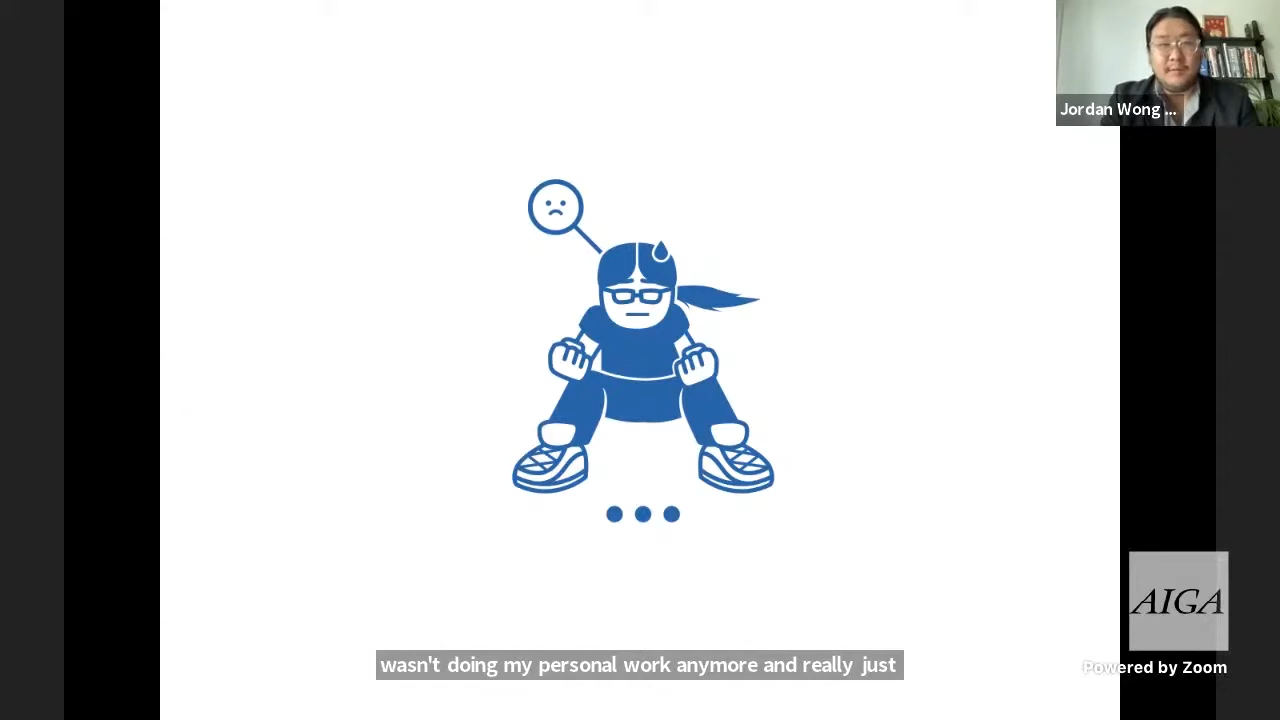 Jordan Wong ...
AIGA
wasn't doing my personal work anymore and really just
Powered by Zoom